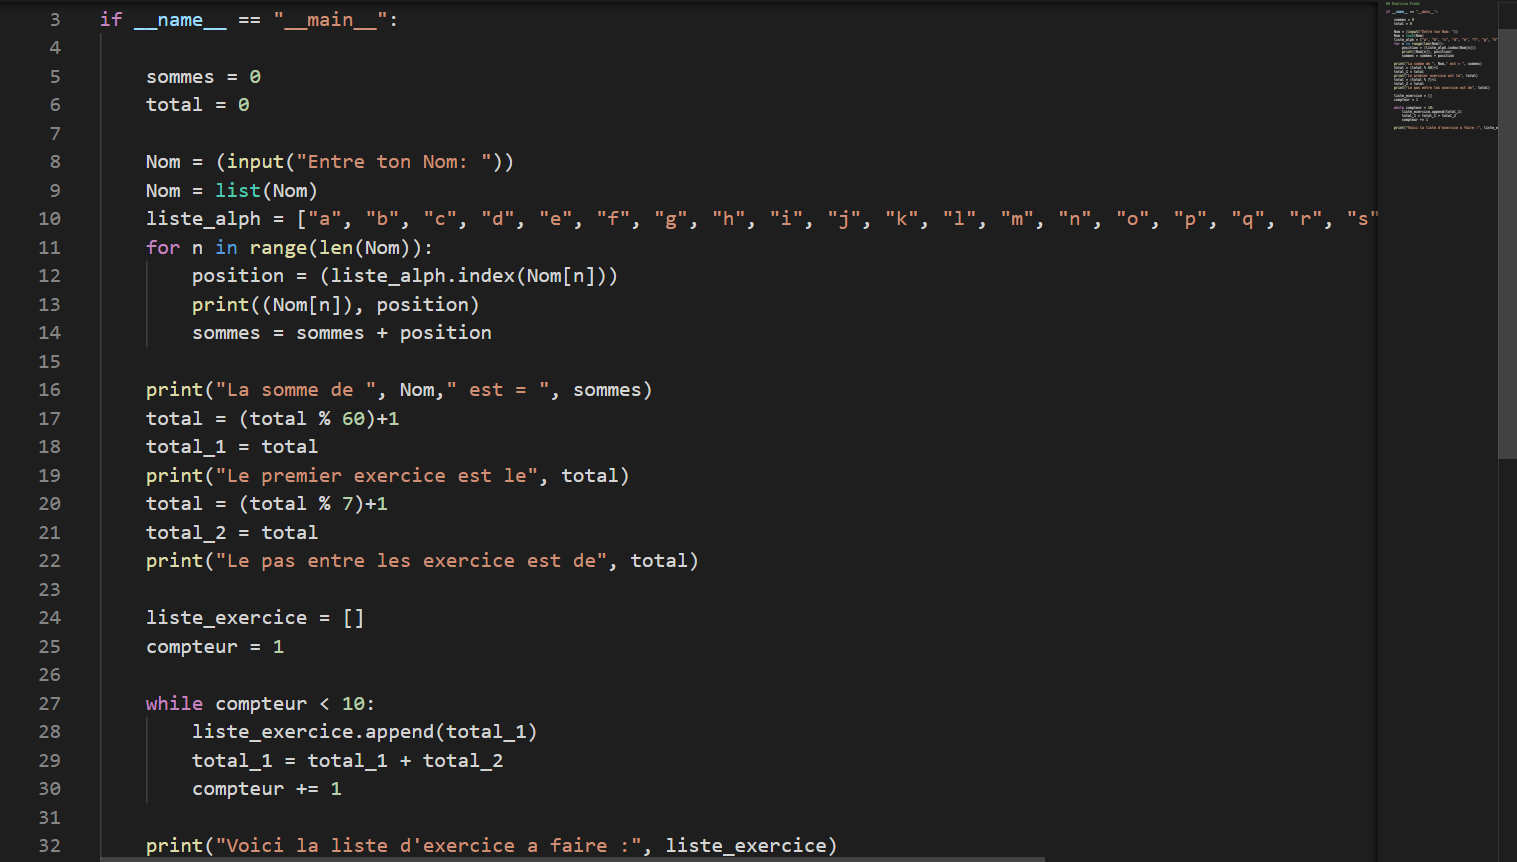 3 if __name__ == "__main__":
4
5 sommes = 0
6 total = 0
7
8 Nom = (input("Entre ton Nom: "))
9 Nom = list(Nom)
10 liste_alph = ["a", "b", "c", "d", "e", "f", "g", "h", "i", "j", "k", "l", "m", "n", "o", "p", "q", "r", "s"
11 for n in range(len(Nom)):
12 position = (liste_alph.index(Nom[n]))
13 print((Nom[n]), position)
14 sommes = sommes + position
15
16 print("La somme de ", Nom," est = ", sommes)
17 total = (total % 60)+1
18 total_1 = total
19 print("Le premier exercice est le", total)
20 total = (total % 7)+1
21 total_2 = total
22 print("Le pas entre les exercice est de", total)
23
24 liste_exercice = []
25 compteur = 1
26
27 while compteur < 10:
28 liste_exercice.append(total_1)
29 total_1 = total_1 + total_2
30 compteur += 1
31
32 print("Voici la liste d'exercice a faire :", liste_exercice)